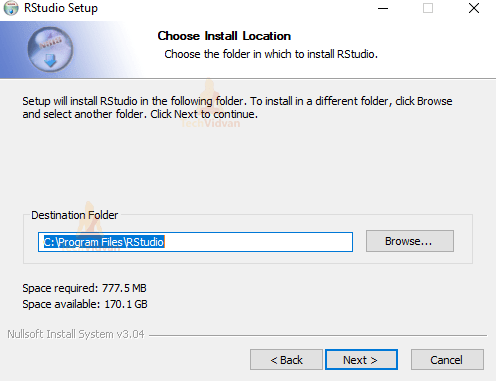 RStudio Setup
Choose Install Location
Choose the folder in which to install RStudio.
Setup will install RStudio in the following folder. To install in a different folder, click Browse
and select another folder. Click Next to continue.
TechVidvan
Destination Folder
C:\Program Files\RStudio
Browse...
Space required: 777.5 MB
Space available: 170.1 GB
Nullsoft Install System v3.04
< Back
Next >
Cancel